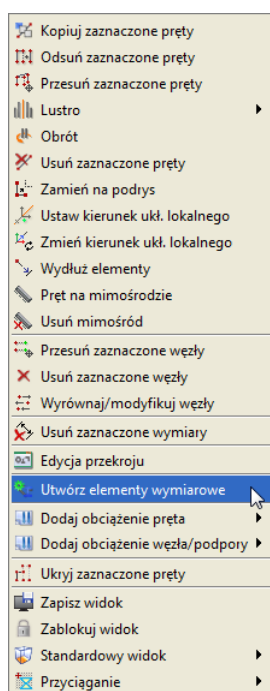 Kopiuj zaznaczone pręty
Odsuń zaznaczone pręty
Przesuń zaznaczone pręty
Lustro
Obrót
Usuń zaznaczone pręty
Zamień na podrys
Ustaw kierunek ukł. lokalnego
Zmień kierunek ukł. lokalnego
Wydłuż elementy
Pręt na mimośrodzie
Usuń mimośród
Przesuń zaznaczone węzły
Usuń zaznaczone węzły
Wyrównaj/modyfikuj węzły
Usuń zaznaczone wymiary
Edycja przekroju
Utwórz elementy wymiarowe
Dodaj obciążenie pręta
Dodaj obciążenie węzła/podpory
Ukryj zaznaczone pręty
Zapisz widok
Zablokuj widok
Standardowy widok
Przyciąganie